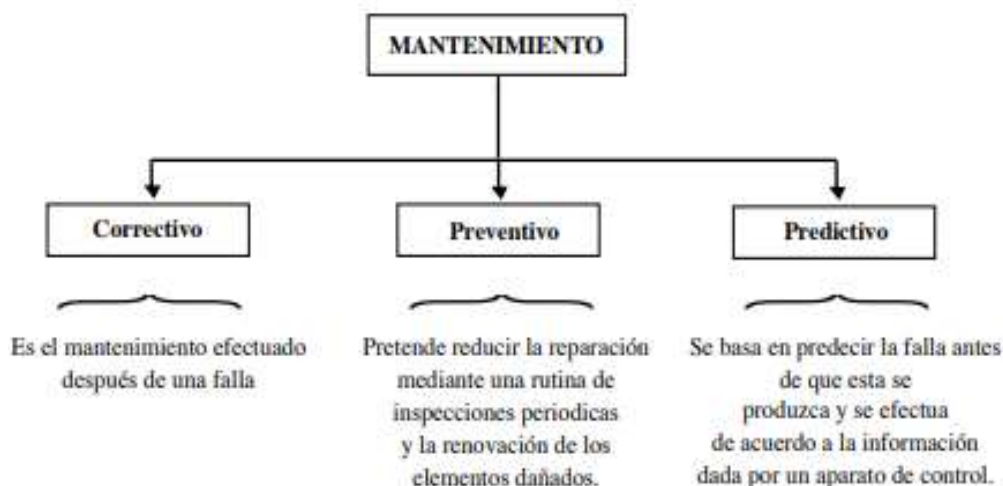 MANTENIMIENTO
Correctivo
Preventivo
Predictivo
Es el mantenimiento efectuado
después de una falla
Pretende reducir la reparación
mediante una rutina de
inspecciones periodicas
y la renovación de los
elementos dañados.
Se basa en predecir la falla antes
de que esta se
produzca y se efectua
de acuerdo a la información
dada por un aparato de control.